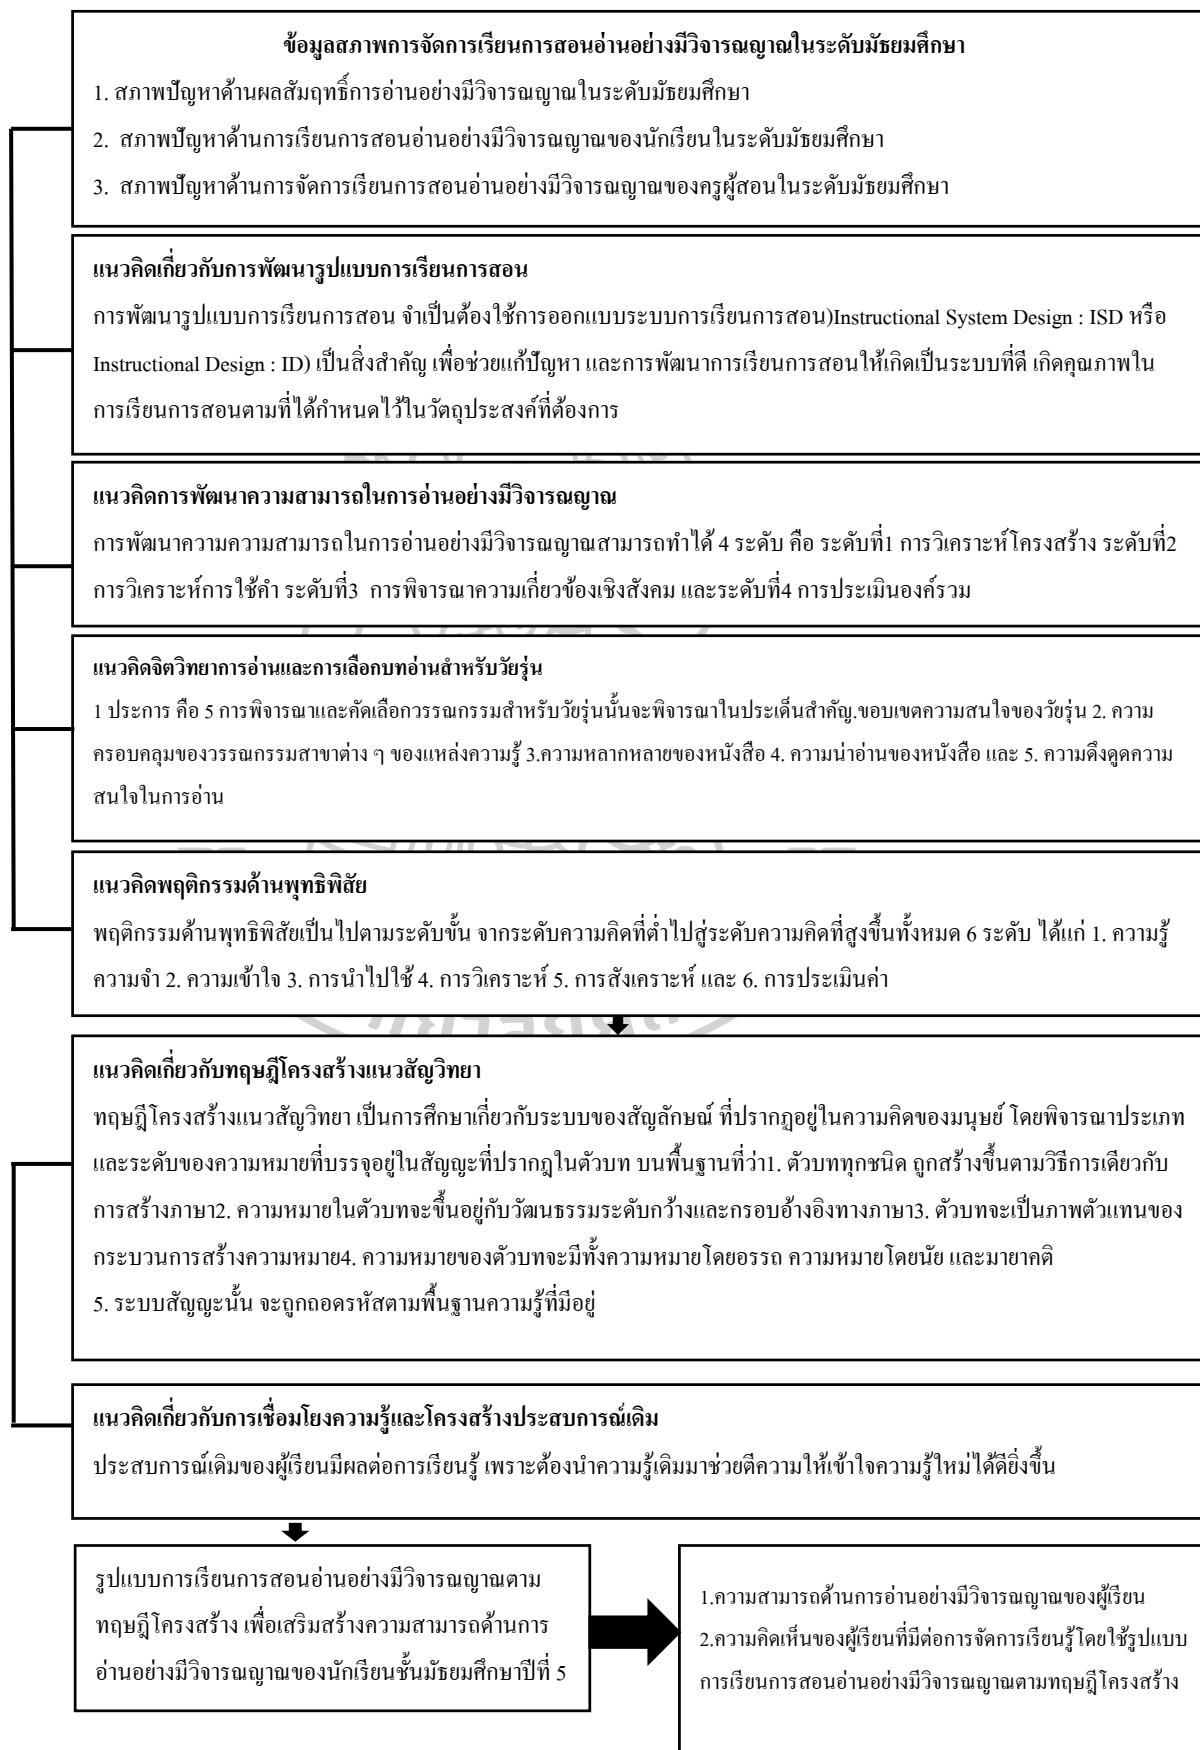 ข้อมูลสภาพการจัดการเรียนการสอนอ่านอย่างมีวิจารณญาณในระดับมัธยมศึกษา
1. สภาพปัญหาด้านผลสัมฤทธิ์การอ่านอย่างมีวิจารณญาณในระดับมัธยมศึกษา
2. สภาพปัญหาด้านการเรียนการสอนอ่านอย่างมีวิจารณญาณของนักเรียนในระดับมัธยมศึกษา
3. สภาพปัญหาด้านการจัดการเรียนการสอนอ่านอย่างมีวิจารณญาณของครูผู้สอนในระดับมัธยมศึกษา
แนวคิดเกี่ยวกับการพัฒนารูปแบบการเรียนการสอน
การพัฒนารูปแบบการเรียนการสอน จำเป็นต้องใช้การออกแบบระบบการเรียนการสอน)Instructional System Design : ISD หรือ
Instructional Design : ID) เป็นสิ่งสำคัญ เพื่อช่วยแก้ปัญหา และการพัฒนาการเรียนการสอนให้เกิดเป็นระบบที่ดี เกิดคุณภาพใน
การเรียนการสอนตามที่ได้กำหนดไว้ในวัตถุประสงค์ที่ต้องการ
แนวคิดการพัฒนาความสามารถในการอ่านอย่างมีวิจารณญาณ
การพัฒนาความความสามารถในการอ่านอย่างมีวิจารณญาณสามารถทำได้ 4 ระดับ คือ ระดับที่1 การวิเคราะห์โครงสร้าง ระดับที่2
การวิเคราะห์การใช้คำ ระดับที่3 การพิจารณาความเกี่ยวข้องเชิงสังคม และระดับที่4 การประเมินองค์รวม
แนวคิดจิตวิทยาการอ่านและการเลือกบทอ่านสำหรับวัยรุ่น
1 ประการ คือ 5 การพิจารณาและคัดเลือกวรรณกรรมสำหรับวัยรุ่นนั้นจะพิจารณาในประเด็นสำคัญ.ขอบเขตความสนใจของวัยรุ่น 2. ความ
ครอบคลุมของวรรณกรรมสาขาต่าง ๆ ของแหล่งความรู้ 3.ความหลากหลายของหนังสือ 4. ความน่าอ่านของหนังสือ และ 5. ความดึงดูดความ
สนใจในการอ่าน
แนวคิดพฤติกรรมด้านพุทธิพิสัย
พฤติกรรมด้านพุทธิพิสัยเป็นไปตามระดับขั้น จากระดับความคิดที่ต่ำไปสู่ระดับความคิดที่สูงขึ้นทั้งหมด 6 ระดับ ได้แก่ 1. ความรู้
ความจำ 2. ความเข้าใจ 3. การนำไปใช้ 4. การวิเคราะห์ 5. การสังเคราะห์ และ 6. การประเมินค่า
แนวคิดเกี่ยวกับทฤษฎีโครงสร้างแนวสัญวิทยา
ทฤษฎีโครงสร้างแนวสัญวิทยา เป็นการศึกษาเกี่ยวกับระบบของสัญลักษณ์ ที่ปรากฏอยู่ในความคิดของมนุษย์ โดยพิจารณาประเภท
และระดับของความหมายที่บรรจุอยู่ในสัญญะที่ปรากฎในตัวบท บนพื้นฐานที่ว่า1. ตัวบททุกชนิด ถูกสร้างขึ้นตามวิธีการเดียวกับ
การสร้างภาษา2. ความหมายในตัวบทจะขึ้นอยู่กับวัฒนธรรมระดับกว้างและกรอบอ้างอิงทางภาษา3. ตัวบทจะเป็นภาพตัวแทนของ
กระบวนการสร้างความหมาย4. ความหมายของตัวบทจะมีทั้งความหมายโดยอรรถ ความหมายโดยนัย และมายาคติ
5. ระบบสัญญะนั้น จะถูกถอดรหัสตามพื้นฐานความรู้ที่มีอยู่
แนวคิดเกี่ยวกับการเชื่อมโยงความรู้และโครงสร้างประสบการณ์เดิม
ประสบการณ์เดิมของผู้เรียนมีผลต่อการเรียนรู้ เพราะต้องนำความรู้เดิมมาช่วยตีความให้เข้าใจความรู้ใหม่ได้ดียิ่งขึ้น
รูปแบบการเรียนการสอนอ่านอย่างมีวิจารณญาณตาม
ทฤษฎีโครงสร้าง เพื่อเสริมสร้างความสามารถด้านการ
อ่านอย่างมีวิจารณญาณของนักเรียนชั้นมัธยมศึกษาปีที่ 5
1.ความสามารถด้านการอ่านอย่างมีวิจารณญาณของผู้เรียน
2.ความคิดเห็นของผู้เรียนที่มีต่อการจัดการเรียนรู้โดยใช้รูปแบบ
การเรียนการสอนอ่านอย่างมีวิจารณญาณตามทฤษฎีโครงสร้าง